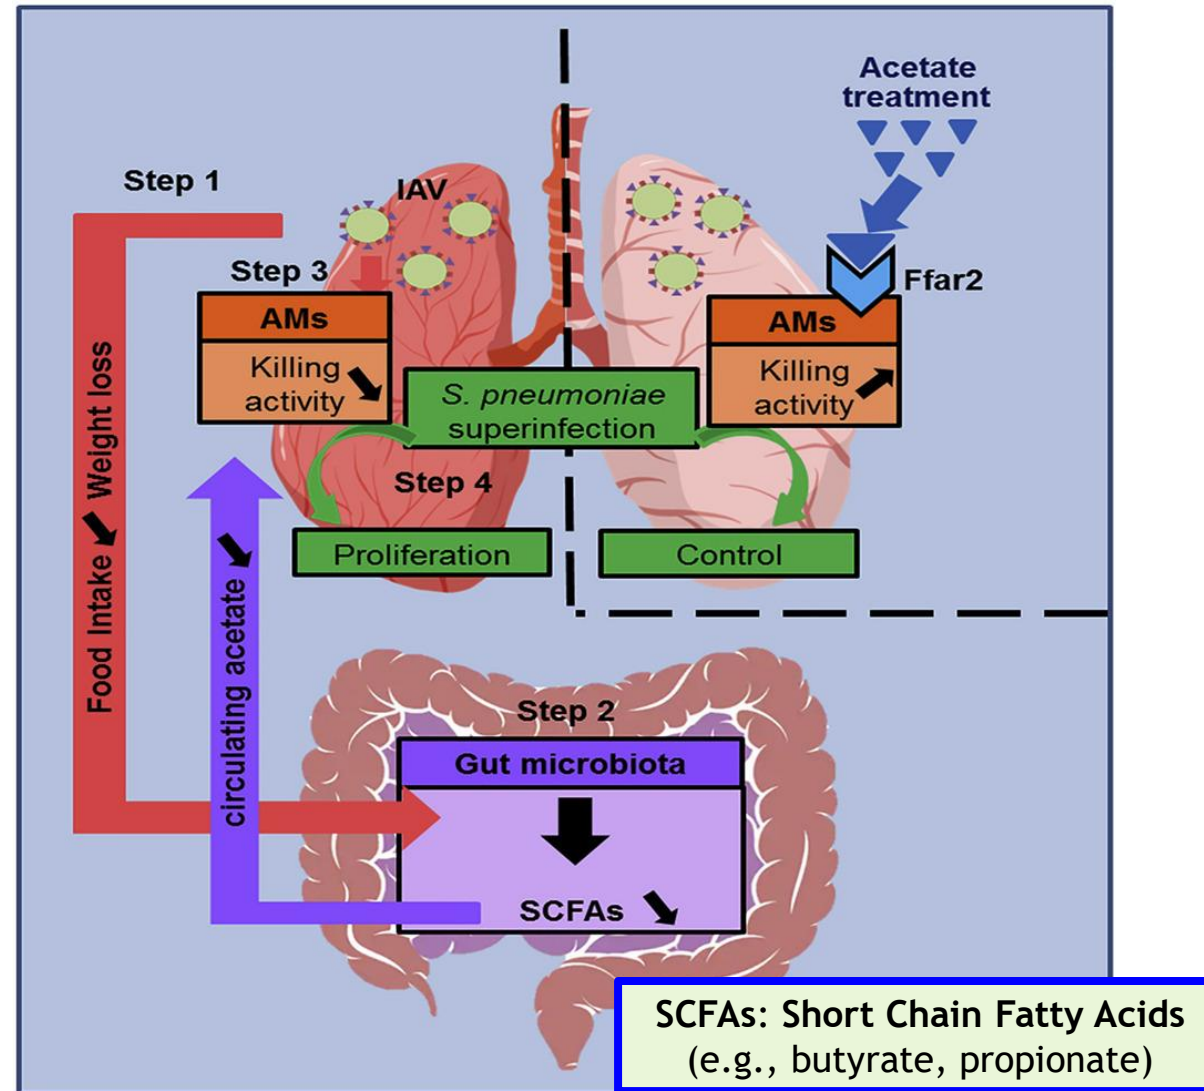 Acetate
treatment
Step 1
IAV
Step 3
Ffar2
AMs
Killing
activity
AMs
Killing
activity
S. pneumoniae
superinfection
Step 4
Proliferation
Control
Food Intake Weight loss
circulating acetate
Step 2
Gut microbiota
SCFAs
SCFAs: Short Chain Fatty Acids
(e.g., butyrate, propionate)